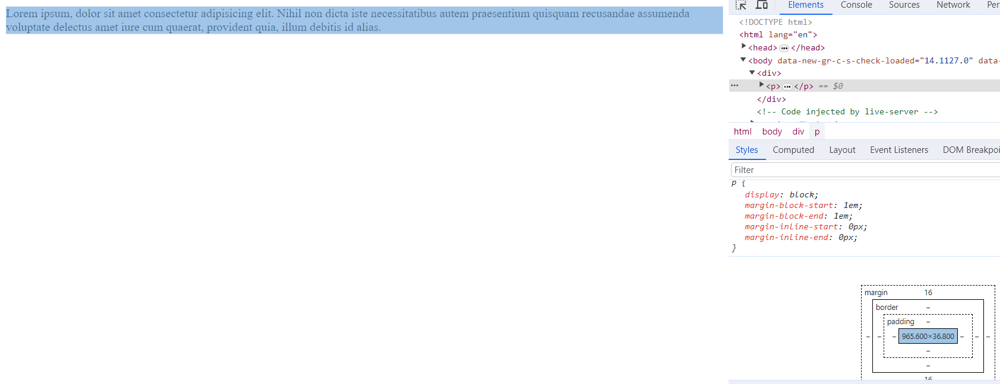 Lorem ipsum, dolor sit amet consectetur adipisicing elit. Nihil non dicta iste necessitatibus autem praesentium quisquam recusandae assumenda
voluptate delectus amet iure cum quaerat, provident quia, illum debitis id alias.
Elements Console Sources Network Per
<!DOCTYPE html>
<html lang="en">
<head> ••• </head>
<body data-new-gr-c-s-check-loaded="14.1127.0" data-
<div>
••• <p> ••• </p> == $0
</div>
<!-- Code injected by live-server -->
html body div p
Styles Computed Layout Event Listeners DOM Breakpoi
Filter
p {
display: block;
margin-block-start: 1em;
margin-block-end: 1em;
margin-inline-start: 0px;
margin-inline-end: 0px;
}
margin 16
border –
padding –
– – – 965.600×36.800 – – –
–
–
16